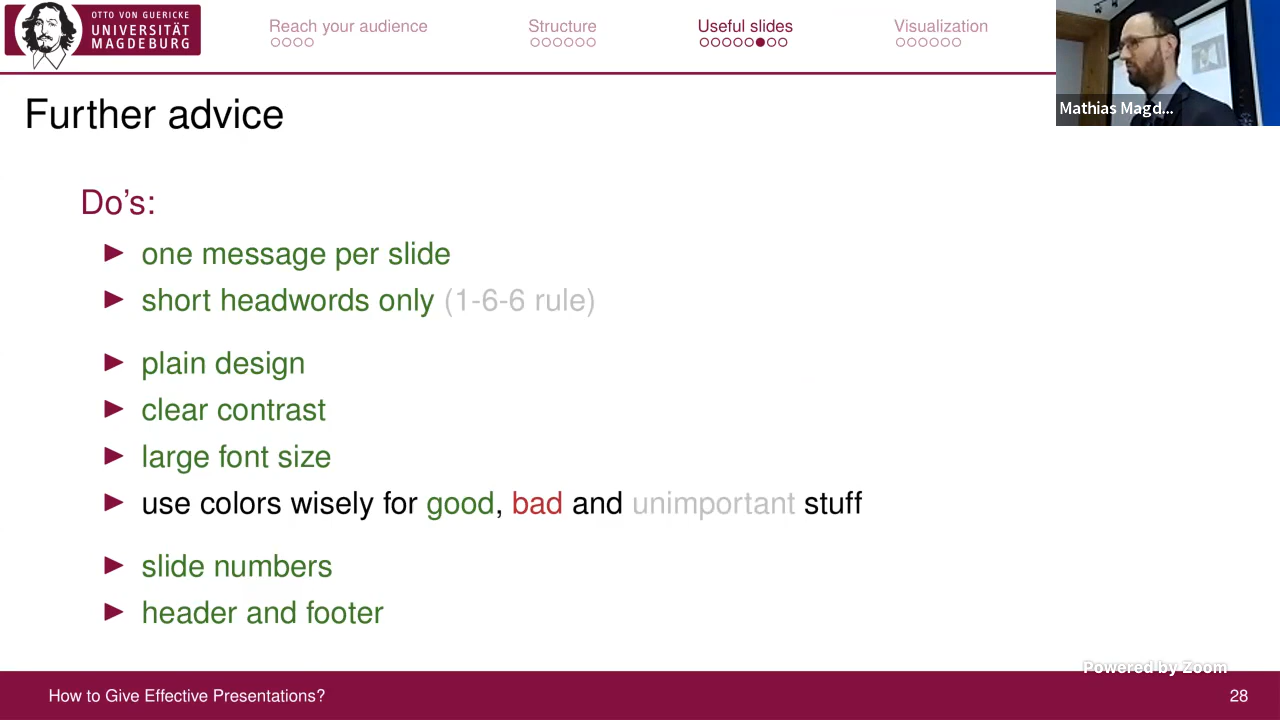 OTTO VON GUERICKE
UNIVERSITÄT
MAGDEBURG
Reach your audience
Structure
Useful slides
Visualization
Mathias Magd...
Further advice
Do's:
one message per slide
short headwords only (1-6-6 rule)
plain design
clear contrast
large font size
use colors wisely for good, bad and unimportant stuff
slide numbers
header and footer
Powered by Zoom
How to Give Effective Presentations?
28